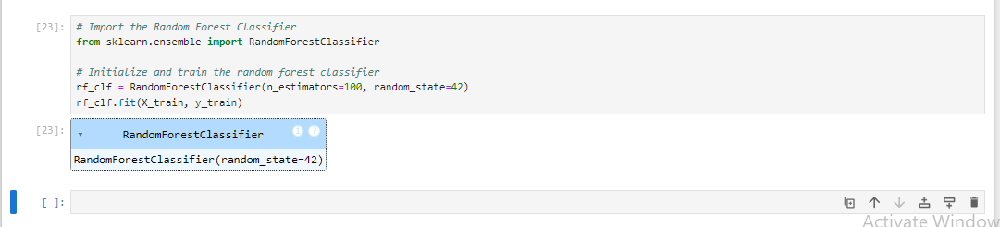 [23]: # Import the Random Forest Classifier
from sklearn.ensemble import RandomForestClassifier
# Initialize and train the random forest classifier
rf_clf = RandomForestClassifier(n_estimators=100, random_state=42)
rf_clf.fit(X_train, y_train)
[23]: RandomForestClassifier i ?
RandomForestClassifier(random_state=42)
[ ]:
Activate Window